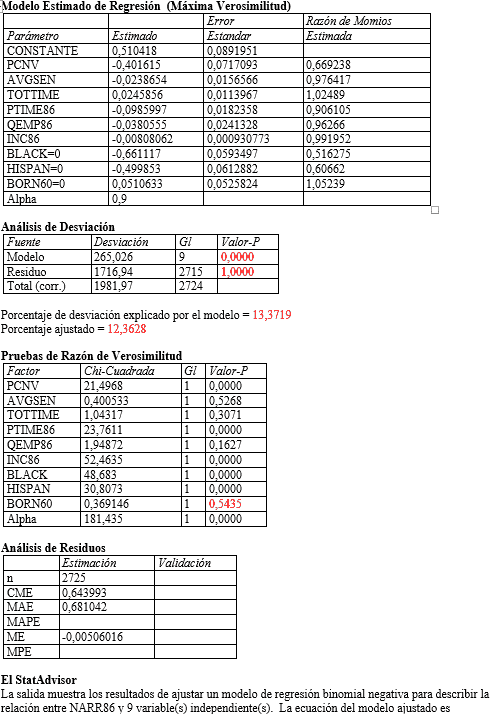 Modelo Estimado de Regresión  (Máxima Verosimilitud)
Error Razón de Momios
Parámetro Estimado Estandar Estimada
CONSTANTE 0,510418 0,0891951
PCNV -0,401615 0,0717093 0,669238
AVGSEN -0,0238654 0,0156566 0,976417
TOTTIME 0,0245856 0,0113967 1,02489
PTIME86 -0,0985997 0,0182358 0,906105
QEMP86 -0,0380555 0,0241328 0,96266
INC86 -0,00808062 0,000930773 0,991952
BLACK=0 -0,661117 0,0593497 0,516275
HISPAN=0 -0,499853 0,0612882 0,60662
BORN60=0 0,0510633 0,0525824 1,05239
Alpha 0,9
Análisis de Desviación
Fuente Desviación Gl Valor-P
Modelo 265,026 9 0,0000
Residuo 1716,94 2715 1,0000
Total (corr.) 1981,97 2724
Porcentaje de desviación explicado por el modelo = 13,3719
Porcentaje ajustado = 12,3628
Pruebas de Razón de Verosimilitud
Factor Chi-Cuadrada Gl Valor-P
PCNV 21,4968 1 0,0000
AVGSEN 0,400533 1 0,5268
TOTTIME 1,04317 1 0,3071
PTIME86 23,7611 1 0,0000
QEMP86 1,94872 1 0,1627
INC86 52,4635 1 0,0000
BLACK 48,683 1 0,0000
HISPAN 30,8073 1 0,0000
BORN60 0,369146 1 0,5435
Alpha 181,435 1 0,0000
Análisis de Residuos
Estimación Validación
n 2725
CME 0,643993
MAE 0,681042
MAPE
ME -0,00506016
MPE
El StatAdvisor
La salida muestra los resultados de ajustar un modelo de regresión binomial negativa para describir la
relación entre NARR86 y 9 variable(s) independiente(s).  La ecuación del modelo ajustado es